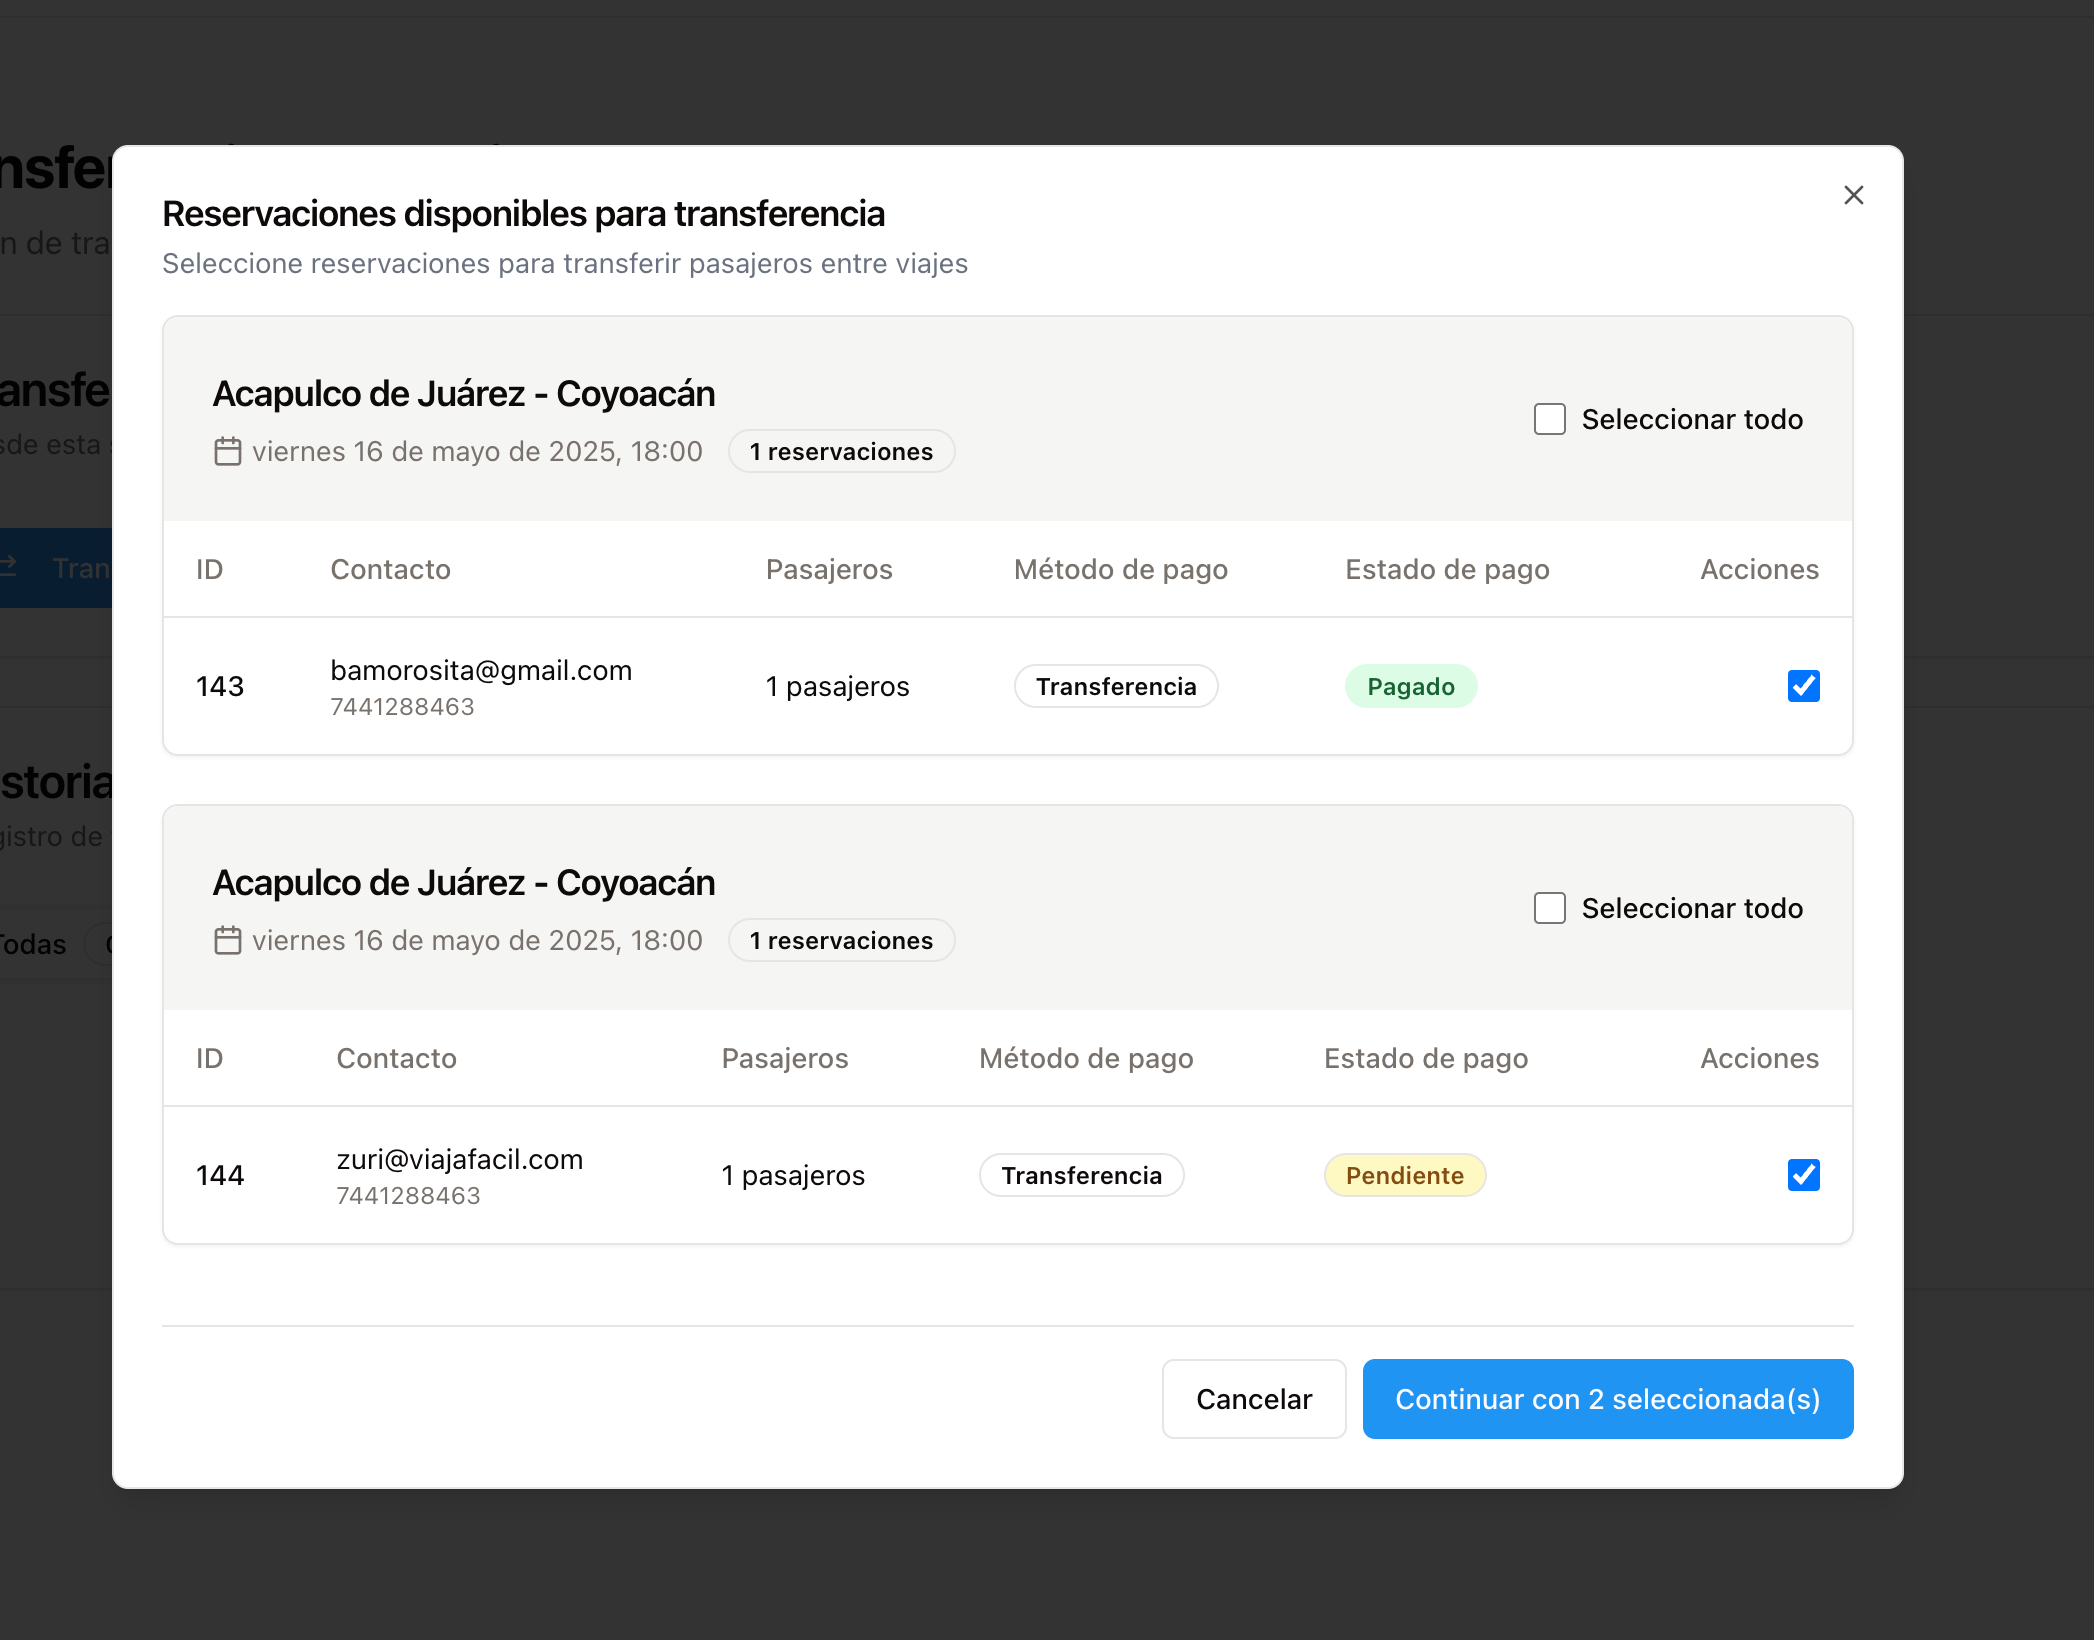 Reservaciones disponibles para transferencia
Seleccione reservaciones para transferir pasajeros entre viajes
Acapulco de Juárez - Coyoacán
viernes 16 de mayo de 2025, 18:00 1 reservaciones
Seleccionar todo
ID Contacto Pasajeros Método de pago Estado de pago Acciones
143 bamorosita@gmail.com 1 pasajeros Transferencia Pagado
7441288463
Acapulco de Juárez - Coyoacán
viernes 16 de mayo de 2025, 18:00 1 reservaciones
Seleccionar todo
ID Contacto Pasajeros Método de pago Estado de pago Acciones
144 zuri@viajafacil.com 1 pasajeros Transferencia Pendiente
7441288463
Cancelar Continuar con 2 seleccionada(s)
nsfe
n de tra
ansfe
sde esta
Tran
storia
gistro de
Todas